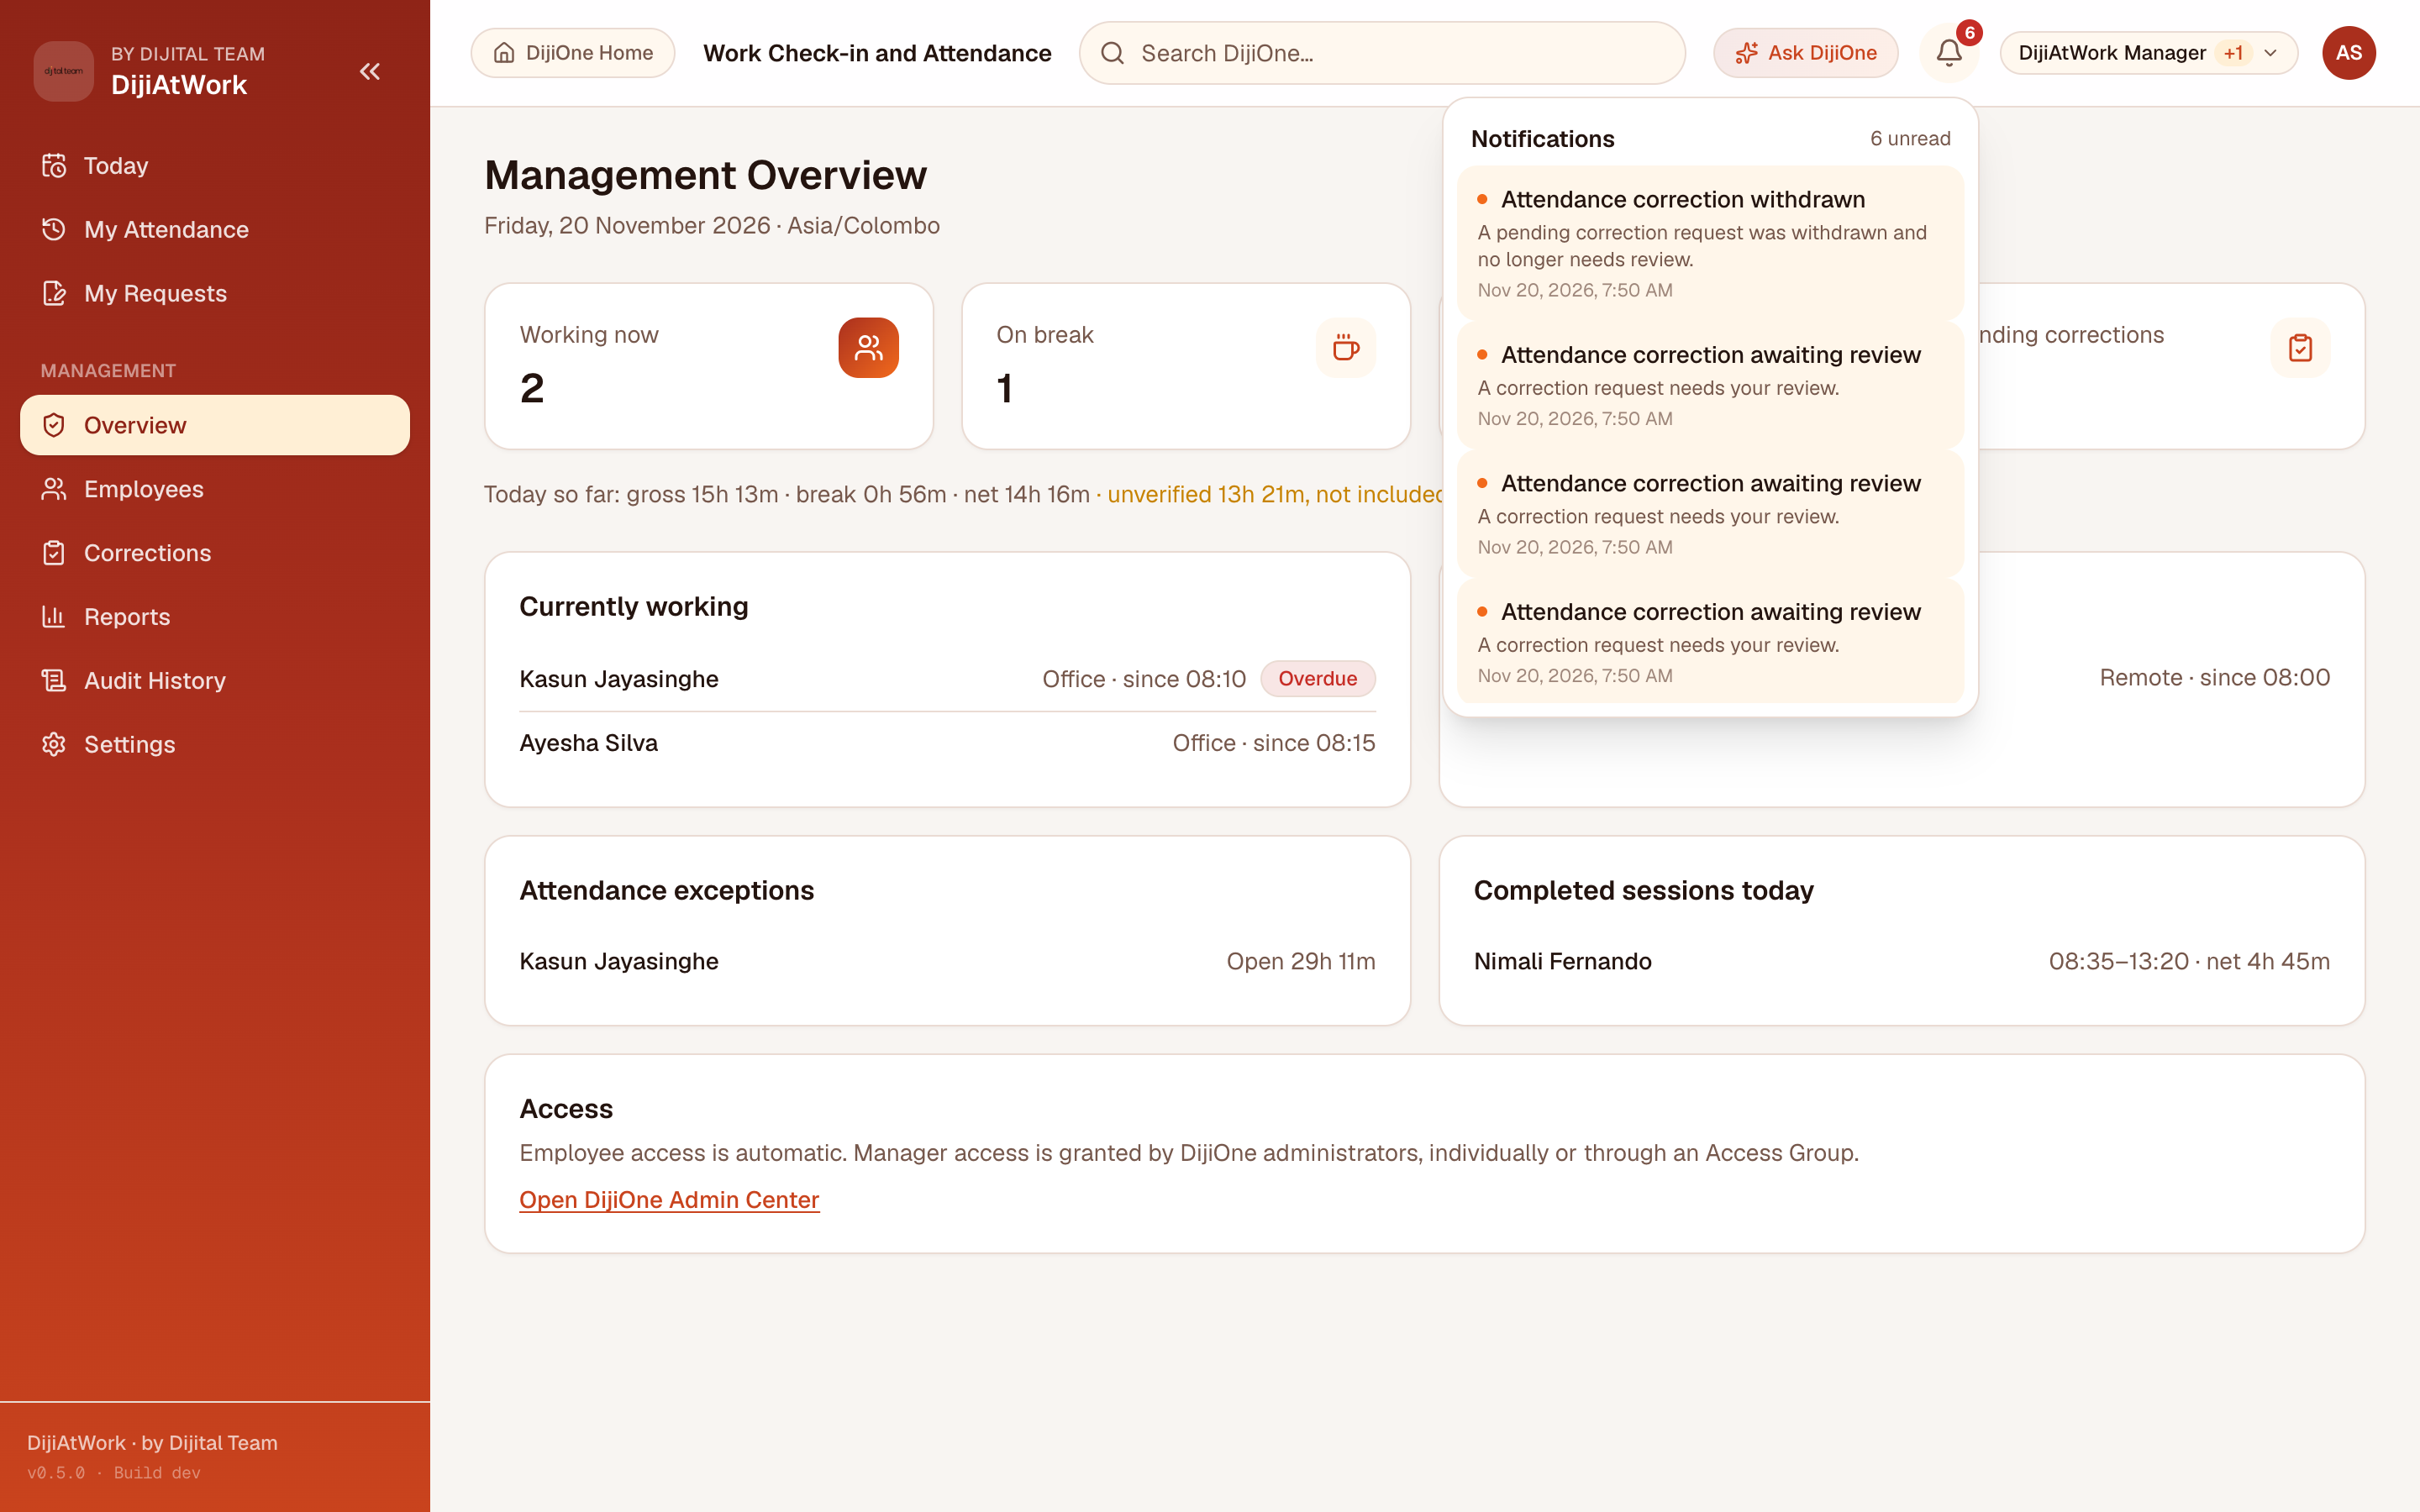 dijital team
BY DIJITAL TEAM
DijiAtWork
Today
My Attendance
My Requests
MANAGEMENT
Overview
Employees
Corrections
Reports
Audit History
Settings
DijiAtWork · by Dijital Team
v0.5.0 · Build dev
DijiOne Home
Work Check-in and Attendance
Search DijiOne...
Ask DijiOne
6
DijiAtWork Manager +1
AS
Management Overview
Friday, 20 November 2026 · Asia/Colombo
Working now
2
On break
1
nding corrections
Today so far: gross 15h 13m · break 0h 56m · net 14h 16m · unverified 13h 21m, not included
Notifications
6 unread
Attendance correction withdrawn
A pending correction request was withdrawn and
no longer needs review.
Nov 20, 2026, 7:50 AM
Attendance correction awaiting review
A correction request needs your review.
Nov 20, 2026, 7:50 AM
Attendance correction awaiting review
A correction request needs your review.
Nov 20, 2026, 7:50 AM
Attendance correction awaiting review
A correction request needs your review.
Nov 20, 2026, 7:50 AM
Currently working
Kasun Jayasinghe
Office · since 08:10
Overdue
Ayesha Silva
Office · since 08:15
Remote · since 08:00
Attendance exceptions
Kasun Jayasinghe
Open 29h 11m
Completed sessions today
Nimali Fernando
08:35–13:20 · net 4h 45m
Access
Employee access is automatic. Manager access is granted by DijiOne administrators, individually or through an Access Group.
Open DijiOne Admin Center